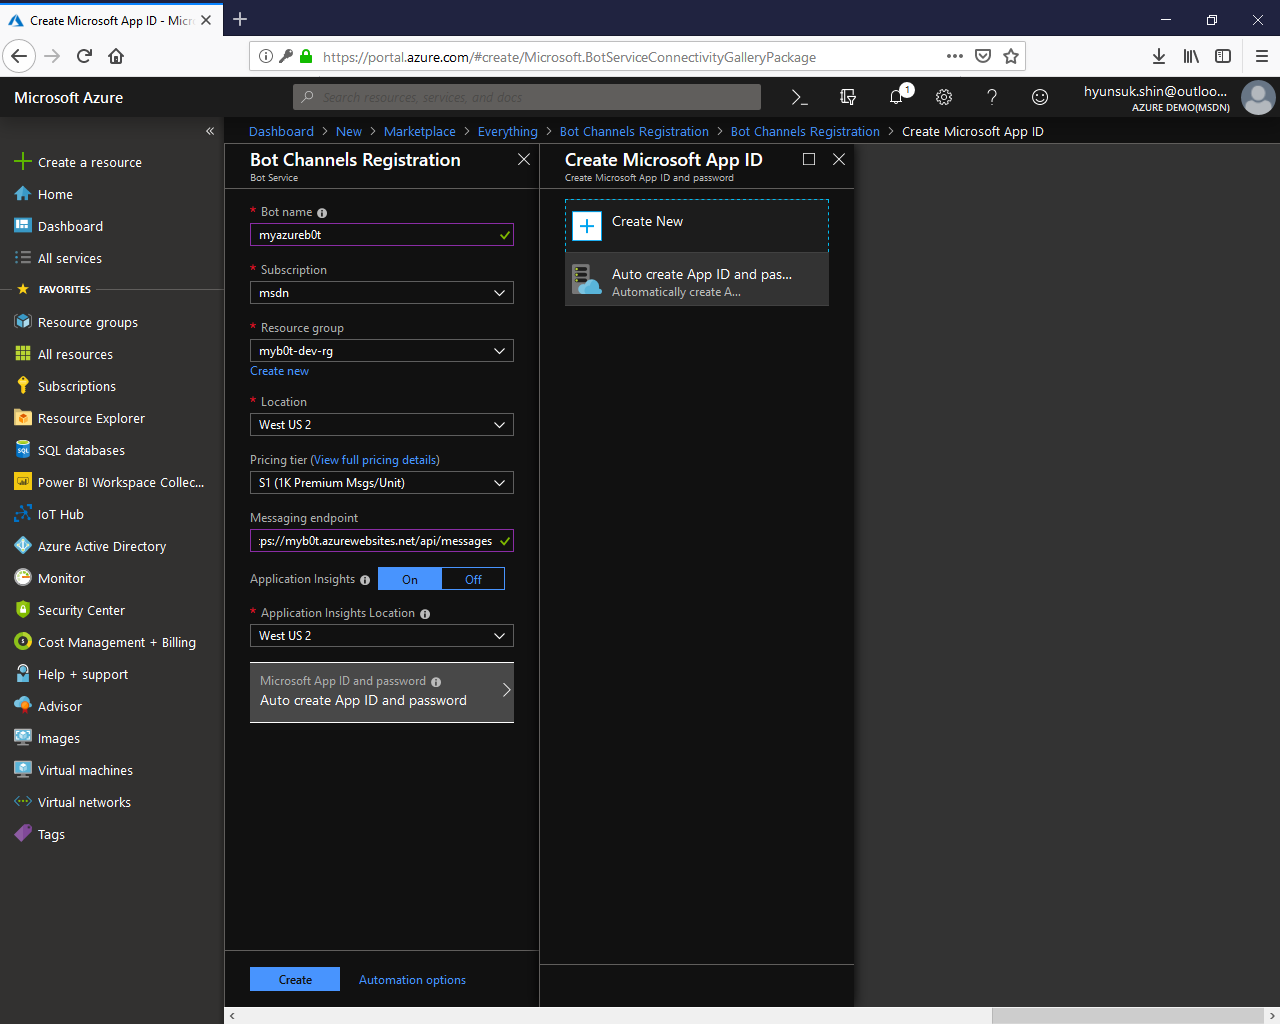 Create Microsoft App ID - Micr
https://portal.azure.com/#create/Microsoft.BotServiceConnectivityGalleryPackage
Microsoft Azure
Search resources, services, and docs
1
hyunsuk.shin@outloo...
AZURE DEMO(MSDN)
Dashboard > New > Marketplace > Everything > Bot Channels Registration > Bot Channels Registration > Create Microsoft App ID
Create a resource
Home
Dashboard
All services
FAVORITES
Resource groups
All resources
Subscriptions
Resource Explorer
SQL databases
Power BI Workspace Collec...
IoT Hub
Azure Active Directory
Monitor
Security Center
Cost Management + Billing
Help + support
Advisor
Images
Virtual machines
Virtual networks
Tags
Bot Channels Registration
Bot Service
* Bot name
myazureb0t
* Subscription
msdn
* Resource group
myb0t-dev-rg
Create new
* Location
West US 2
Pricing tier (View full pricing details)
S1 (1K Premium Msgs/Unit)
Messaging endpoint
:ps://myb0t.azurewebsites.net/api/messages
Application Insights On Off
* Application Insights Location
West US 2
Microsoft App ID and password
Auto create App ID and password
Create Automation options
Create Microsoft App ID
Create Microsoft App ID and password
Create New
Auto create App ID and pas...
Automatically create A...